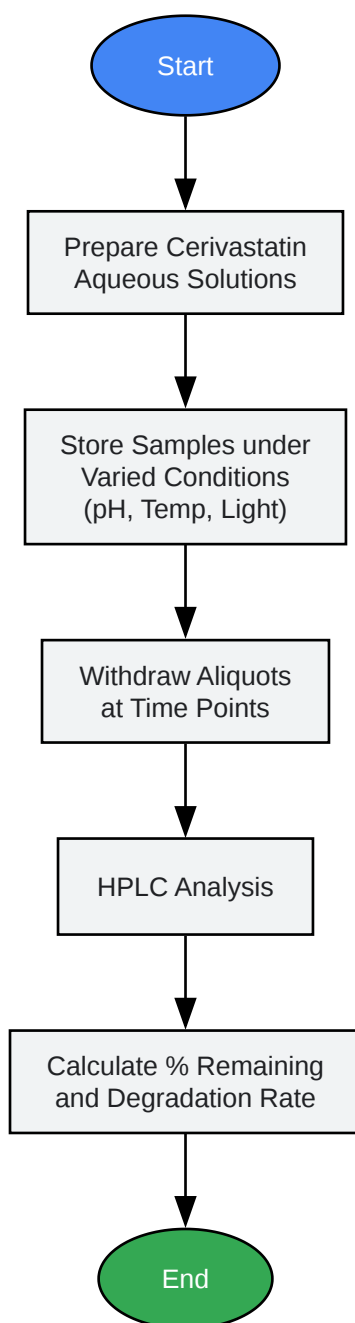 Start
Prepare Cerivastatin
Aqueous Solutions
Store Samples under
Varied Conditions
(pH, Temp, Light)
Withdraw Aliquots
at Time Points
HPLC Analysis
Calculate % Remaining
and Degradation Rate
End